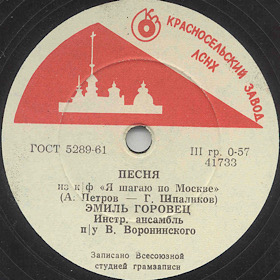 КРАСНОСЕЛЬСКИЙ ЗАВОД
ЛСНХ
ГОСТ 5289-61
III гр. 0-57
41733
ПЕСНЯ
из к|ф «Я шагаю по Москве»
(А. Петров — Г. Шпаликов)
ЭМИЛЬ ГОРОВЕЦ
Инстр. ансамбль
п|у В. Воронинского
Записано Всесоюзной
студией грамзаписи